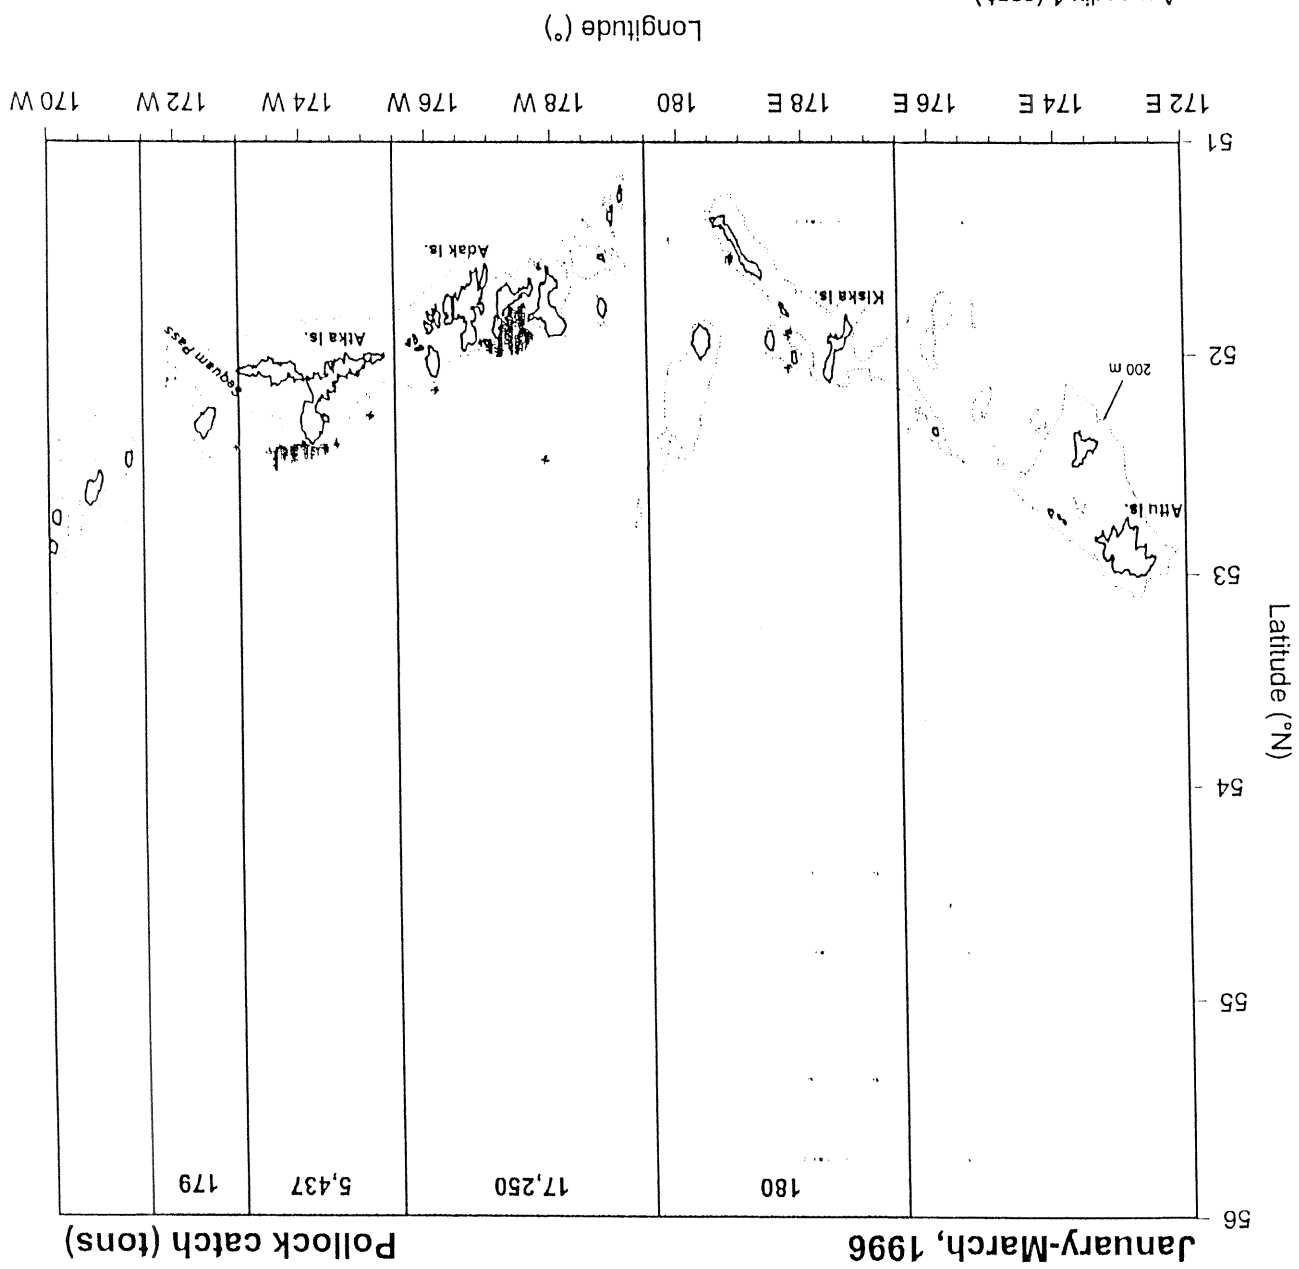 January-March, 1996
Pollock catch (tons)
180
17,250
5,437
179
56
55
54
53
52
51
Latitude (°N)
Attu Is.
200 m
Kiska Is.
Adak Is.
Atka Is.
Seguam Pass
172 E
174 E
176 E
178 E
180
178 W
176 W
174 W
172 W
170 W
Longitude (°)